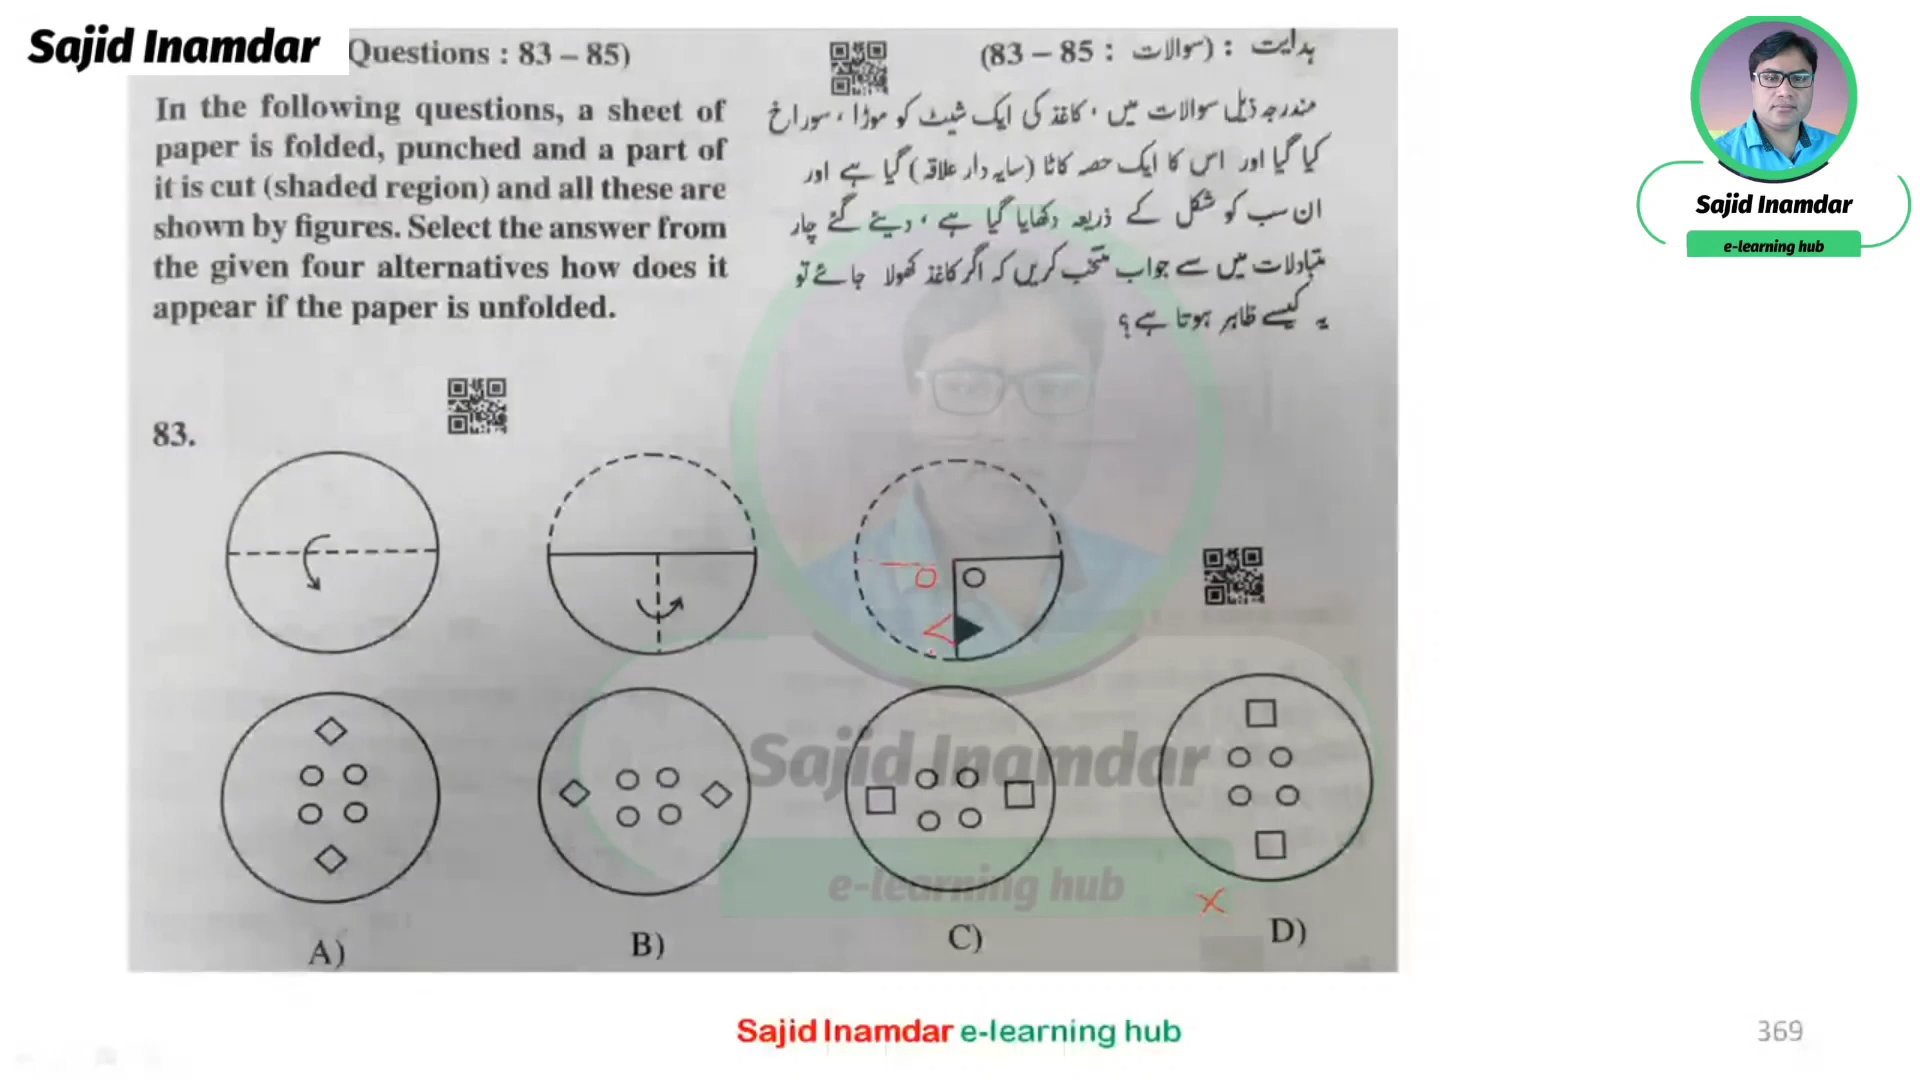 Sajid Inamdar
Questions : 83 – 85)
In the following questions, a sheet of
paper is folded, punched and a part of
it is cut (shaded region) and all these are
shown by figures. Select the answer from
the given four alternatives how does it
appear if the paper is unfolded.
ہدایت : (سوالات : 85 – 83)
مندرجہ ذیل سوالات میں ، کاغذ کی ایک شیٹ کو موڑا ، سوراخ
کیا گیا اور اس کا ایک حصہ کاٹا (سایہ دار علاقہ) گیا ہے اور
ان سب کو شکل کے ذریعہ دکھایا گیا ہے ، دیئے گئے چار
متبادلات میں سے جواب منتخب کریں کہ اگر کاغذ کھولا جائے تو
یہ کیسے ظاہر ہوتا ہے ؟
83.
A)
B)
C)
D)
Sajid Inamdar
e-learning hub
Sajid Inamdar
e-learning hub
Sajid Inamdar e-learning hub
369